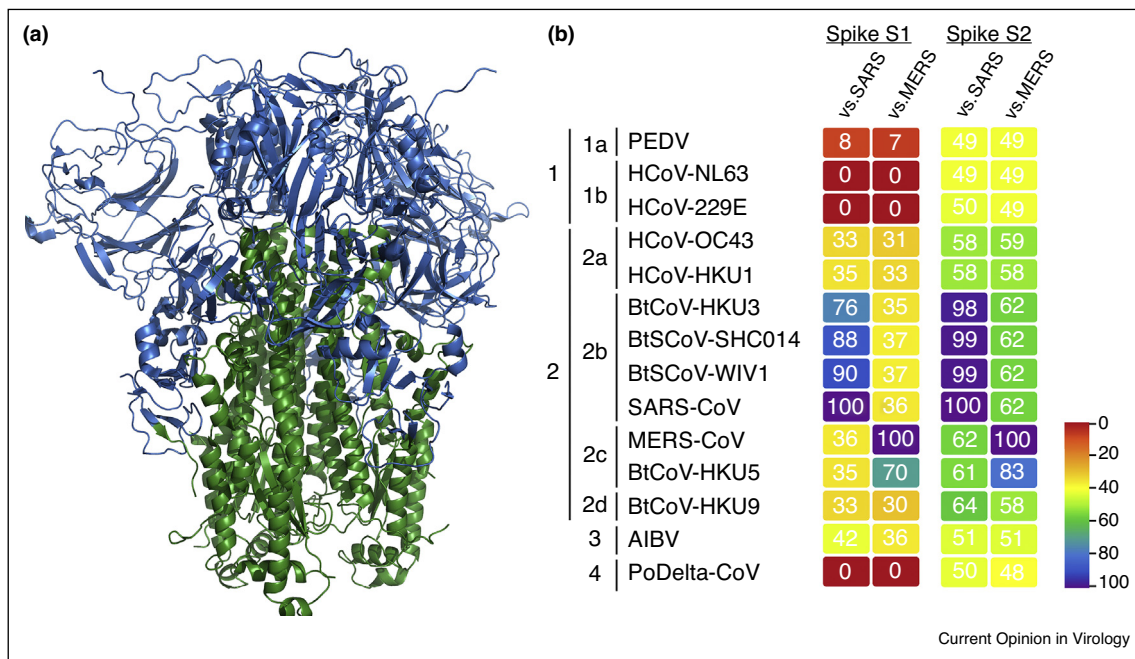 (a)
(b)
Spike S1 Spike S2
vs.SARS vs.MERS vs.SARS vs.MERS
1 1a PEDV 8 7 49 49
1b HCoV-NL63 0 0 49 49
HCoV-229E 0 0 50 49
2 2a HCoV-OC43 33 31 58 59
HCoV-HKU1 35 33 58 58
2b BtCoV-HKU3 76 35 98 62
BtSCoV-SHC014 88 37 99 62
BtSCoV-WIV1 90 37 99 62
SARS-CoV 100 36 100 62
2c MERS-CoV 36 100 62 100
BtCoV-HKU5 35 70 61 83
2d BtCoV-HKU9 33 30 64 58
3 AIBV 42 36 51 51
4 PoDelta-CoV 0 0 50 48
0
20
40
60
80
100
Current Opinion in Virology